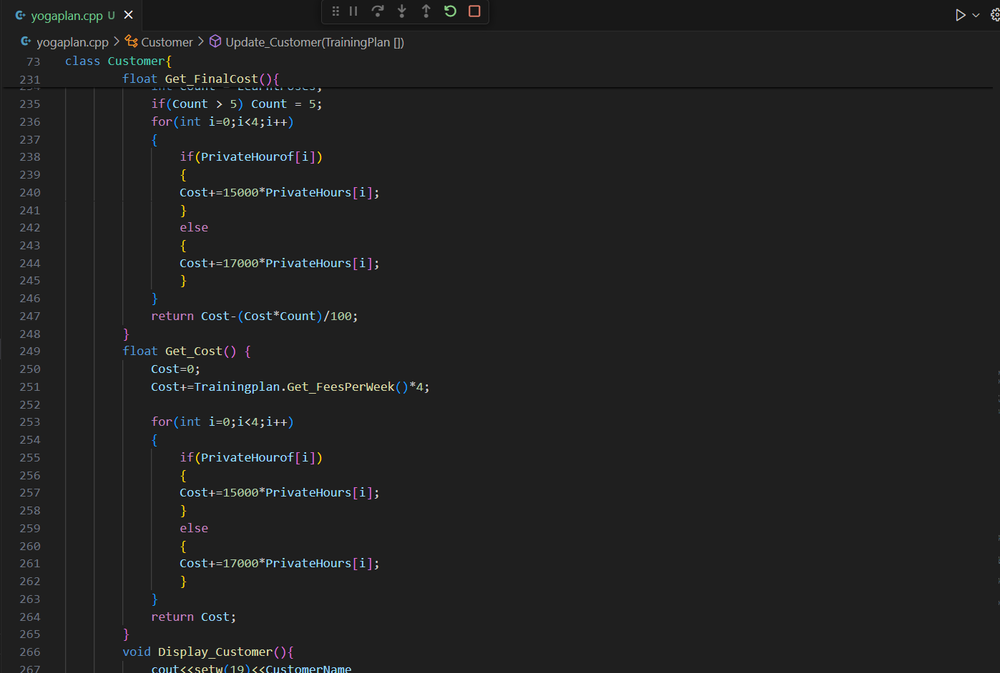 yogaplan.cpp U
yogaplan.cpp > Customer > Update_Customer(TrainingPlan [])
73 class Customer{
231 float Get_FinalCost(){
235 if(Count > 5) Count = 5;
236 for(int i=0;i<4;i++)
237 {
238 if(PrivateHourof[i])
239 {
240 Cost+=15000*PrivateHours[i];
241 }
242 else
243 {
244 Cost+=17000*PrivateHours[i];
245 }
246 }
247 return Cost-(Cost*Count)/100;
248 }
249 float Get_Cost() {
250 Cost=0;
251 Cost+=Trainingplan.Get_FeesPerWeek()*4;
252
253 for(int i=0;i<4;i++)
254 {
255 if(PrivateHourof[i])
256 {
257 Cost+=15000*PrivateHours[i];
258 }
259 else
260 {
261 Cost+=17000*PrivateHours[i];
262 }
263 }
264 return Cost;
265 }
266 void Display_Customer(){
267 cout<<setw(19)<<CustomerName